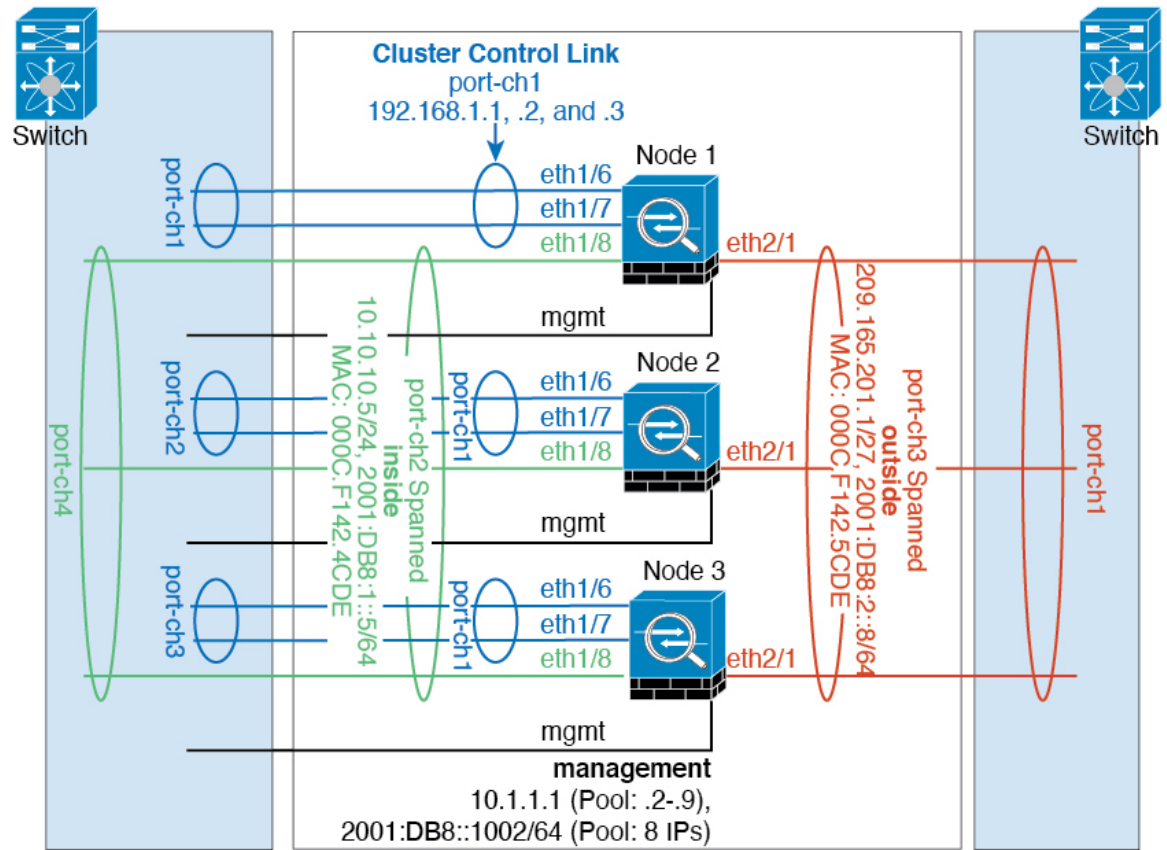 Switch
Switch
Cluster Control Link
port-ch1
192.168.1.1, .2, and .3
Node 1
port-ch1
eth1/6
eth1/7
eth1/8
eth2/1
mgmt
Node 2
port-ch2
port-ch1
eth1/6
eth1/7
eth1/8
eth2/1
mgmt
Node 3
port-ch3
port-ch1
eth1/6
eth1/7
eth1/8
eth2/1
mgmt
port-ch4
port-ch2 Spanned
inside
10.10.10.5/24, 2001:DB8:1::5/64
MAC: 000C.F142.4CDE
port-ch3 Spanned
outside
209.165.201.1/27, 2001:DB8:2::8/64
MAC: 000C.F142.5CDE
port-ch1
management
10.1.1.1 (Pool: .2-.9),
2001:DB8::1002/64 (Pool: 8 IPs)